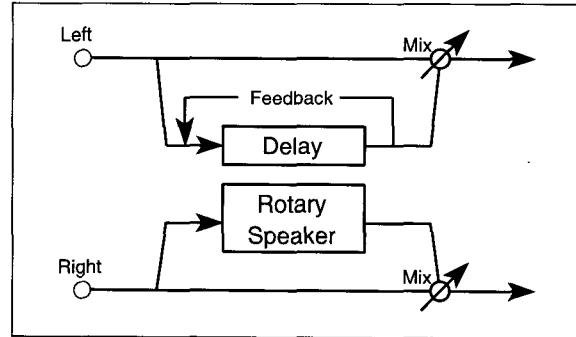 Left
Mix
Feedback
Delay
Rotary
Speaker
Right
Mix